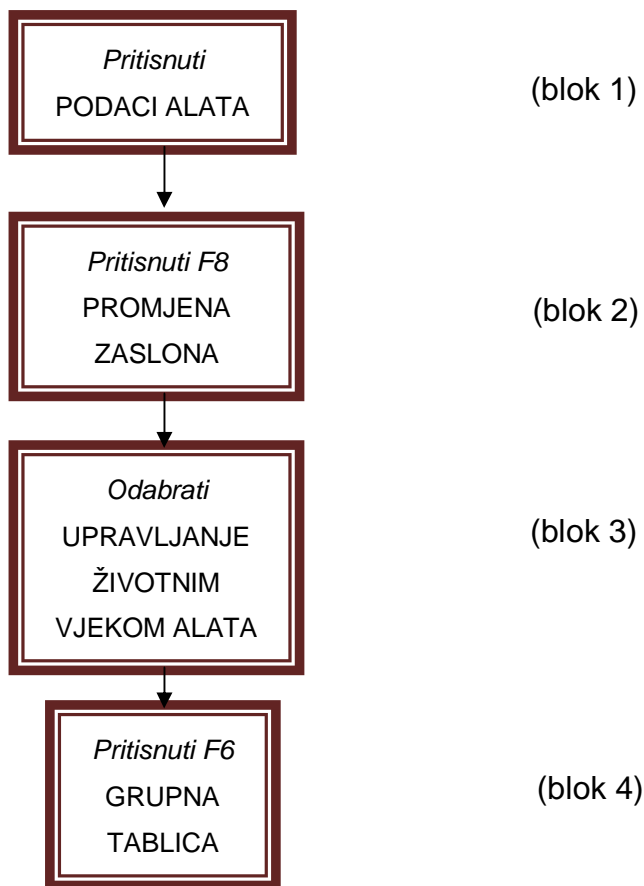 Pritisnuti
PODACI ALATA
(blok 1)
Pritisnuti F8
PROMJENA
ZASLONA
(blok 2)
Odabrati
UPRAVLJANJE
ŽIVOTNIM
VJEKOM ALATA
(blok 3)
Pritisnuti F6
GRUPNA
TABLICA
(blok 4)